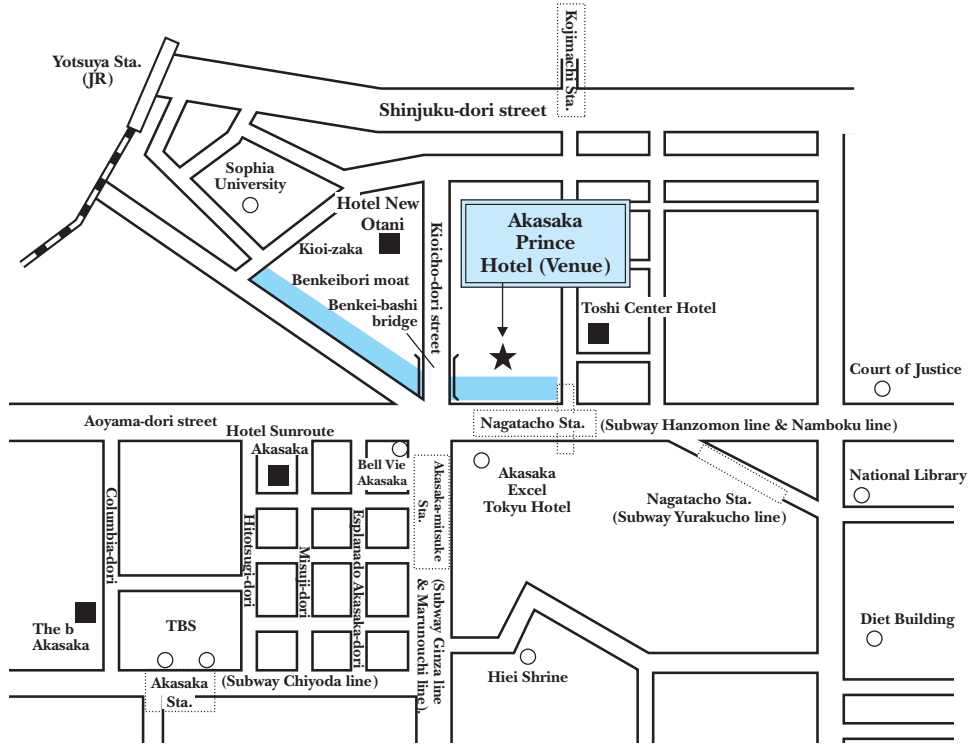 Yotsuya Sta.
(JR)
Kojimachi Sta.
Shinjuku-dori street
Sophia
University
Hotel New
Otani
Kioi-zaka
Kioicho-dori street
Akasaka
Prince
Hotel (Venue)
Benkeibori moat
Benkei-bashi
bridge
Toshi Center Hotel
Court of Justice
Aoyama-dori street
Nagatacho Sta.
(Subway Hanzomon line & Namboku line)
Hotel Sunroute
Akasaka
Bell Vie
Akasaka
Akasaka-mitsuke
Sta.
Akasaka
Excel
Tokyu Hotel
Nagatacho Sta.
(Subway Yurakucho line)
National Library
Columbia-dori
Hitotsugi-dori
Misuji-dori
Esplanado Akasaka-dori
(Subway Ginza line
& Marunouchi line).
The b
Akasaka
TBS
Diet Building
Hiei Shrine
Akasaka
Sta.
(Subway Chiyoda line)